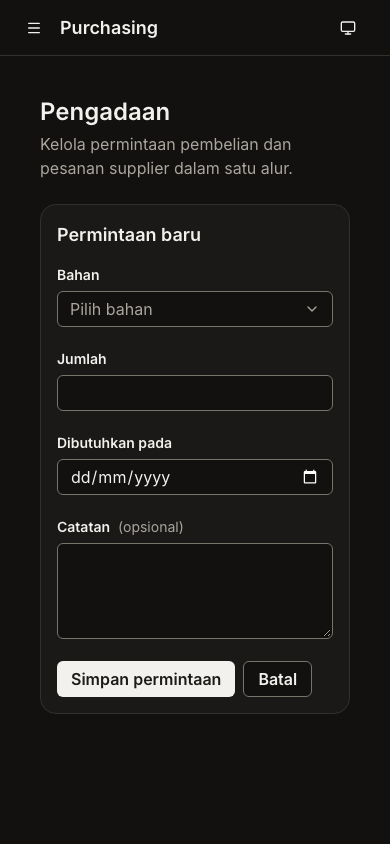 Purchasing
Pengadaan
Kelola permintaan pembelian dan
pesanan supplier dalam satu alur.
Permintaan baru
Bahan
Pilih bahan
Jumlah
Dibutuhkan pada
dd/mm/yyyy
Catatan (opsional)
Simpan permintaan Batal